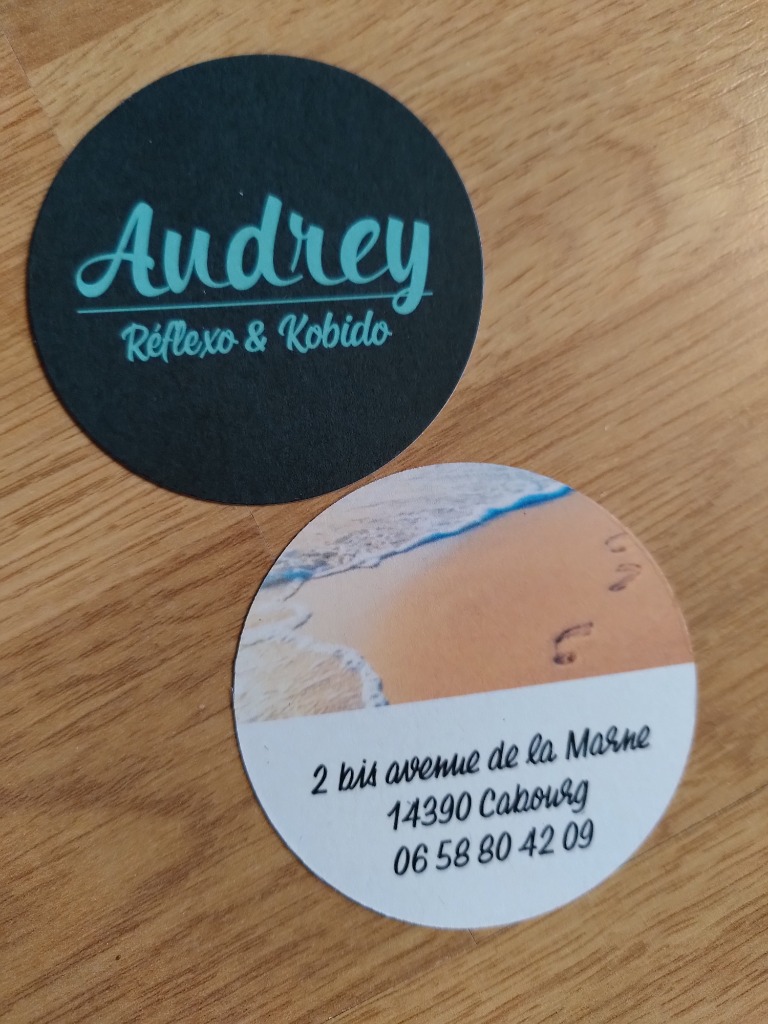 Audrey
Réflexo & Kobido
2 bis avenue de la Marne
14390 Cabourg
06 58 80 42 09